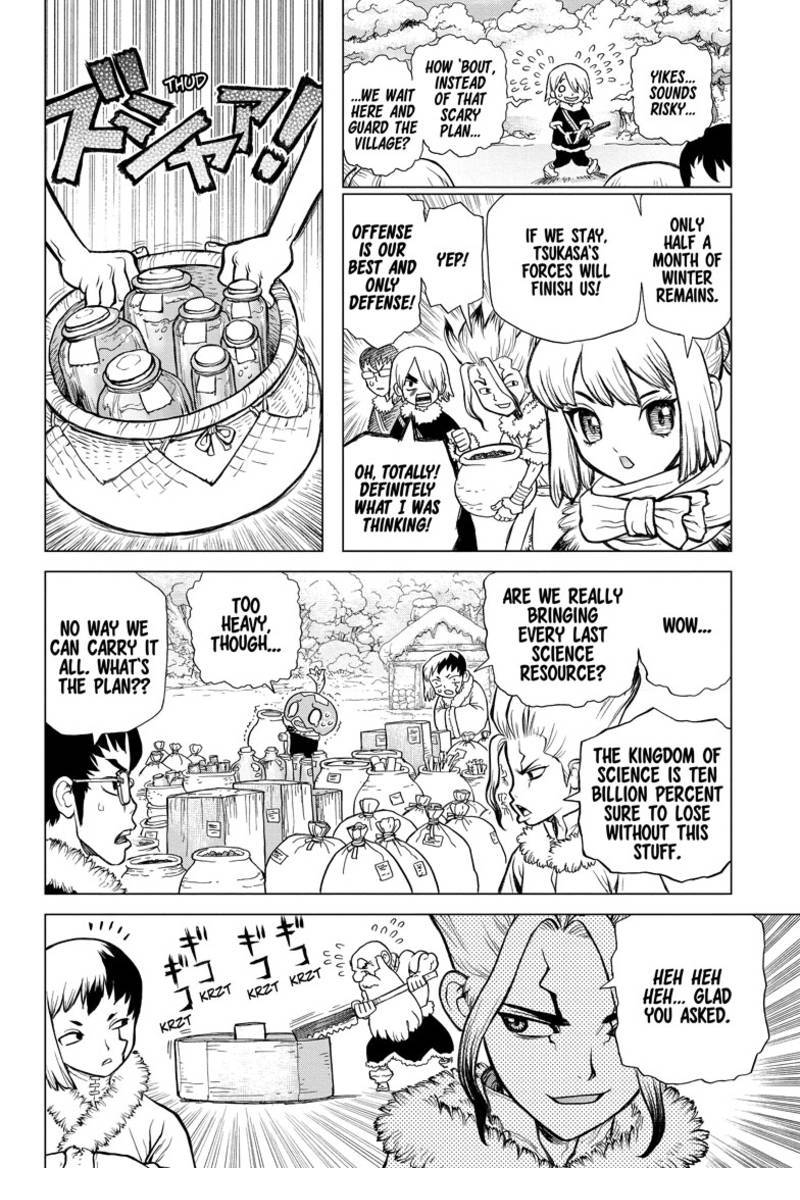 YIKES...
SOUNDS
RISKY...
HOW 'BOUT,
INSTEAD
OF THAT
SCARY
PLAN...
...WE WAIT
HERE AND
GUARD THE
VILLAGE?
ONLY
HALF A
MONTH OF
WINTER
REMAINS.
IF WE STAY,
TSUKASA'S
FORCES WILL
FINISH US!
YEP!
OFFENSE
IS OUR
BEST AND
ONLY
DEFENSE!
OH, TOTALLY!
DEFINITELY
WHAT I WAS
THINKING!
ズシャア!
THUD
WOW...
ARE WE REALLY
BRINGING
EVERY LAST
SCIENCE
RESOURCE?
THE KINGDOM OF
SCIENCE IS TEN
BILLION PERCENT
SURE TO LOSE
WITHOUT THIS
STUFF.
TOO
HEAVY,
THOUGH...
NO WAY WE
CAN CARRY IT
ALL. WHAT'S
THE PLAN??
HEH HEH
HEH... GLAD
YOU ASKED.
ギコ
KRZT
ギコ
KRZT
ギコ
KRZT